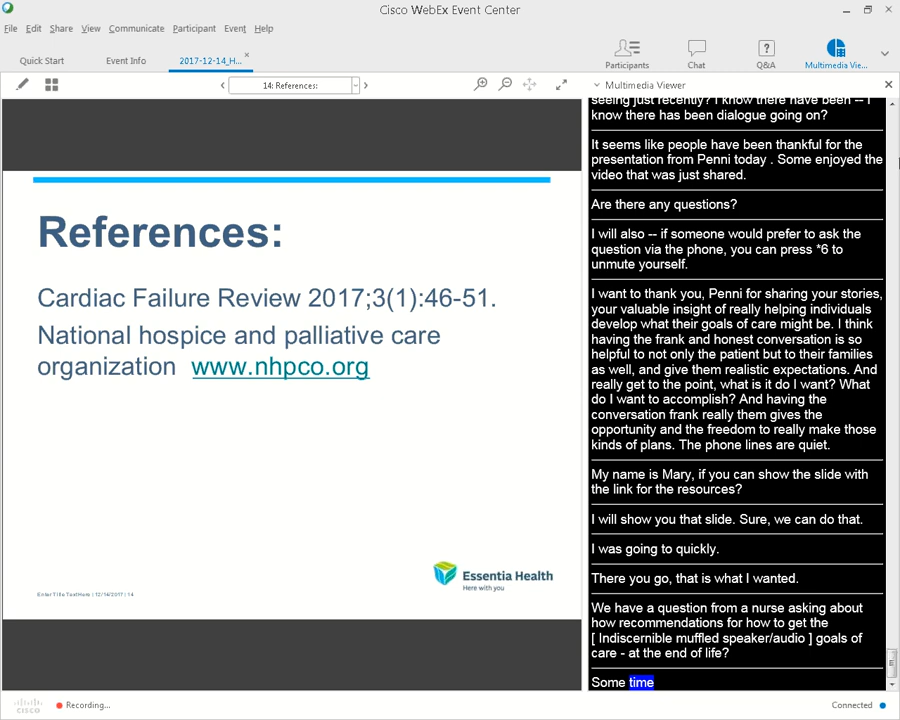 Cisco WebEx Event Center
File Edit Share View Communicate Participant Event Help
Quick Start Event Info 2017-12-14_H...
Participants Chat Q&A Multimedia Vie...
14: References:
Multimedia Viewer
References:
Cardiac Failure Review 2017;3(1):46-51.
National hospice and palliative care
organization www.nhpco.org
Essentia Health
Here with you
Enter Title Text Here | 12/14/2017 | 14
seeing just recently? I know there have been -- I
know there has been dialogue going on?
It seems like people have been thankful for the
presentation from Penni today . Some enjoyed the
video that was just shared.
Are there any questions?
I will also -- if someone would prefer to ask the
question via the phone, you can press *6 to
unmute yourself.
I want to thank you, Penni for sharing your stories,
your valuable insight of really helping individuals
develop what their goals of care might be. I think
having the frank and honest conversation is so
helpful to not only the patient but to their families
as well, and give them realistic expectations. And
really get to the point, what is it do I want? What
do I want to accomplish? And having the
conversation frank really them gives the
opportunity and the freedom to really make those
kinds of plans. The phone lines are quiet.
My name is Mary, if you can show the slide with
the link for the resources?
I will show you that slide. Sure, we can do that.
I was going to quickly.
There you go, that is what I wanted.
We have a question from a nurse asking about
how recommendations for how to get the
[ Indiscernible muffled speaker/audio ] goals of
care - at the end of life?
Some time
cisco
Recording...
Connected